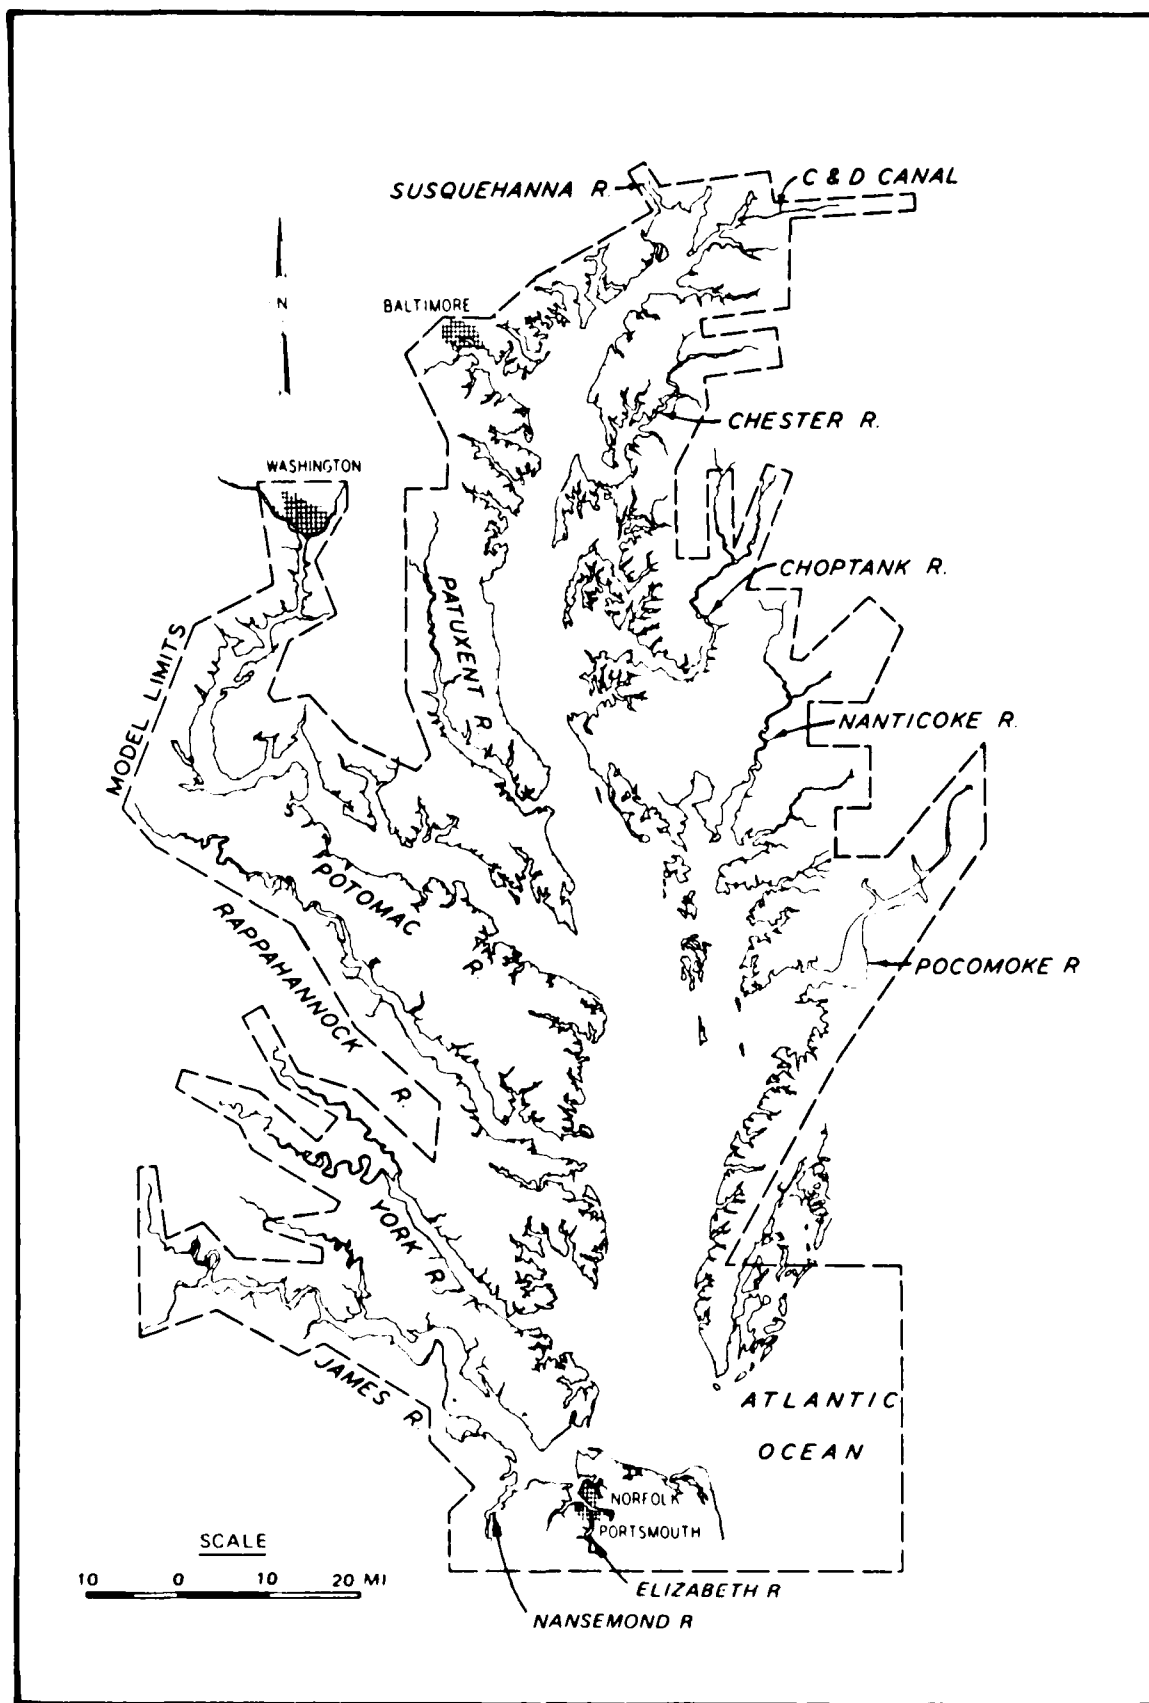 SUSQUEHANNA R.
C & D CANAL
N
BALTIMORE
CHESTER R.
WASHINGTON
CHOPTANK R.
PATUXENT R.
MODEL LIMITS
NANTICOKE R.
POTOMAC R.
RAPPAHANNOCK R.
POCOMOKE R
YORK R.
JAMES R.
ATLANTIC
OCEAN
NORFOLK
PORTSMOUTH
SCALE
10 0 10 20 MI
ELIZABETH R
NANSEMOND R